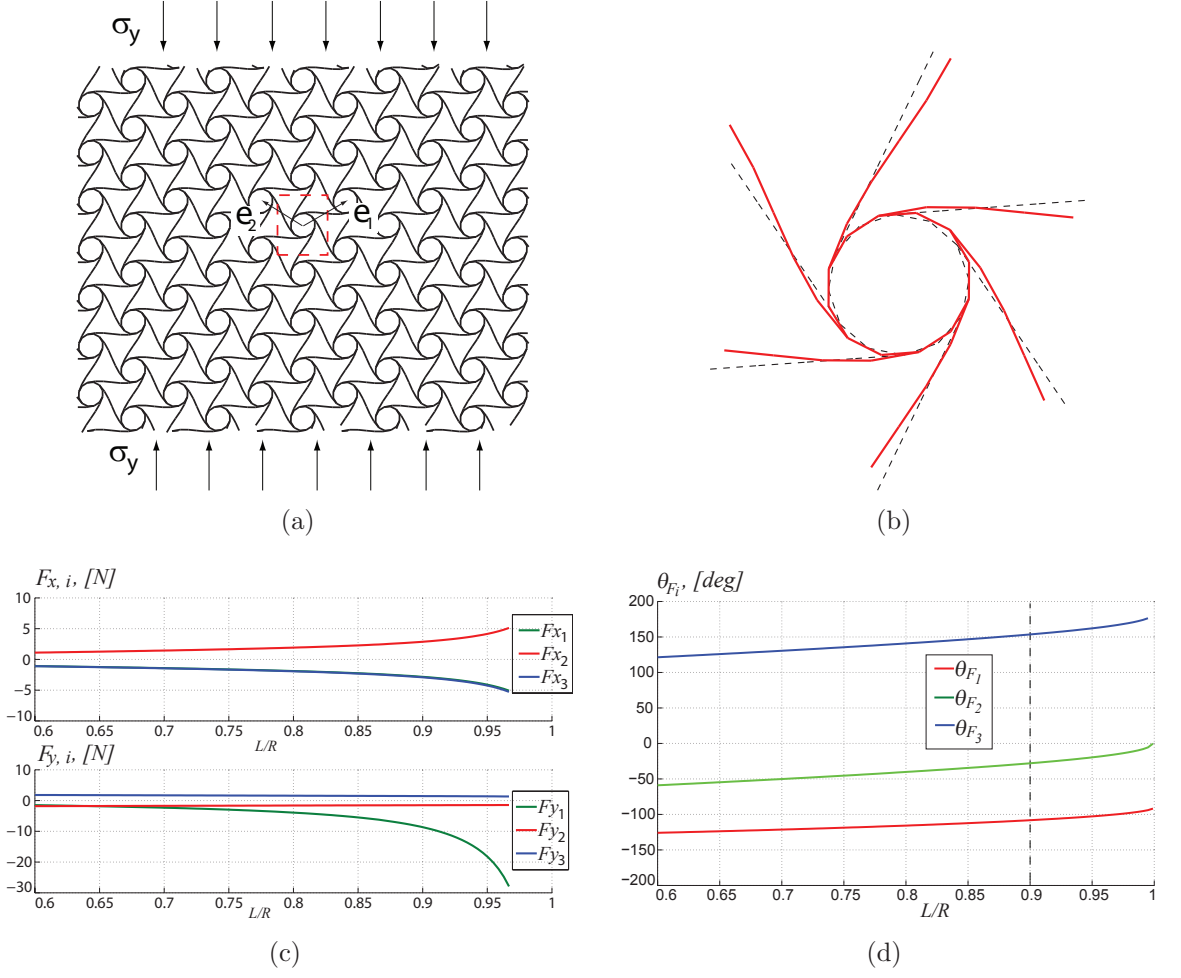 σy
e2
e1
σy
(a)
(b)
Fx, i, [N]
10
5
0
−5
−10
0.6 0.65 0.7 0.75 0.8 0.85 0.9 0.95 1
L/R
Fx1
Fx2
Fx3
Fy, i, [N]
10
0
−10
−20
−30
0.6 0.65 0.7 0.75 0.8 0.85 0.9 0.95 1
L/R
Fy1
Fy2
Fy3
(c)
θFi, [deg]
200
150
100
50
0
−50
−100
−150
−200
0.6 0.65 0.7 0.75 0.8 0.85 0.9 0.95 1
L/R
θF1
θF2
θF3
(d)